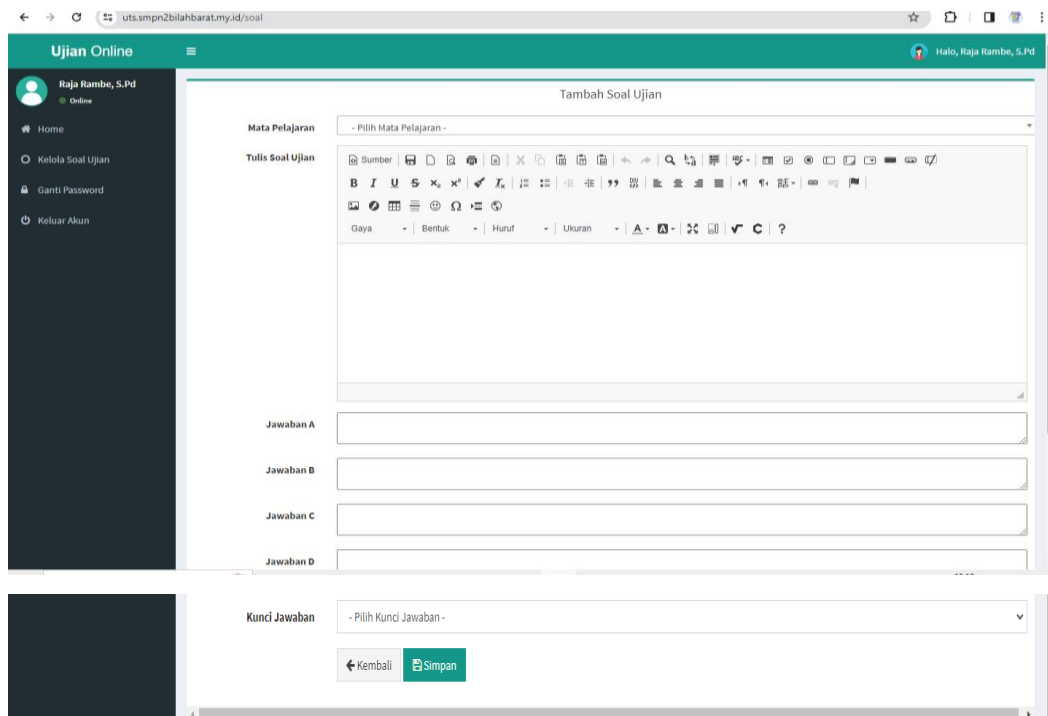 uts.smpn2bilahbarat.my.id/soal
Ujian Online
Halo, Raja Rambe, S.Pd
Raja Rambe, S.Pd
Online
Home
Kelola Soal Ujian
Ganti Password
Keluar Akun
Tambah Soal Ujian
Mata Pelajaran
- Pilih Mata Pelajaran -
Tulis Soal Ujian
Sumber
Gaya Bentuk Huruf Ukuran
Jawaban A
Jawaban B
Jawaban C
Jawaban D
Kunci Jawaban
- Pilih Kunci Jawaban -
Kembali Simpan